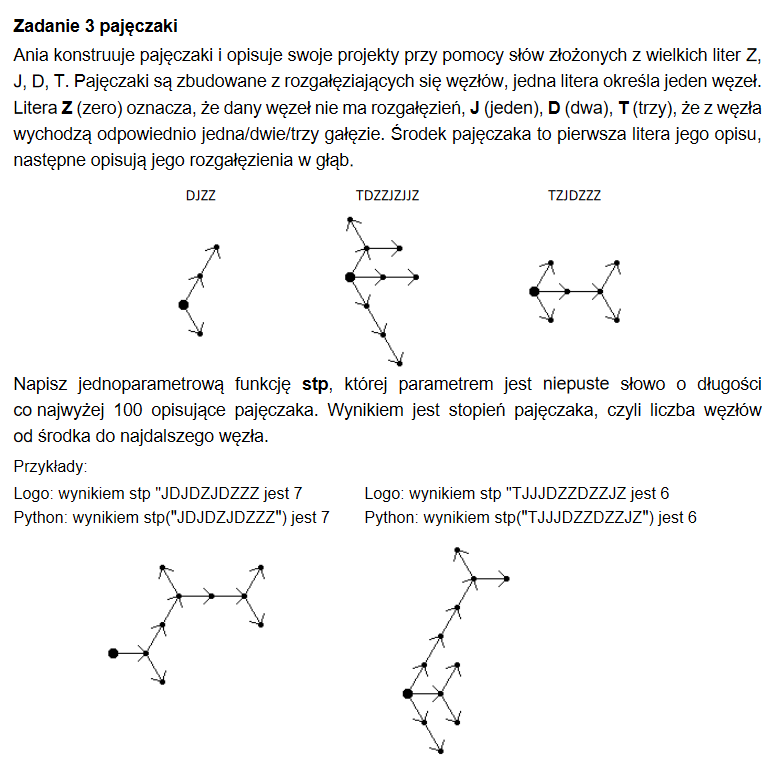 Zadanie 3 pajęczaki
Ania konstruuje pajęczaki i opisuje swoje projekty przy pomocy słów złożonych z wielkich liter Z,
J, D, T. Pajęczaki są zbudowane z rozgałęziających się węzłów, jedna litera określa jeden węzeł.
Litera Z (zero) oznacza, że dany węzeł nie ma rozgałęzień, J (jeden), D (dwa), T (trzy), że z węzła
wychodzą odpowiednio jedna/dwie/trzy gałęzie. Środek pajęczaka to pierwsza litera jego opisu,
następne opisują jego rozgałęzienia w głąb.
DJZZ TDZZJZJJZ TZJDZZZ
Napisz jednoparametrową funkcję stp, której parametrem jest niepuste słowo o długości
co najwyżej 100 opisujące pajęczaka. Wynikiem jest stopień pajęczaka, czyli liczba węzłów
od środka do najdalszego węzła.
Przykłady:
Logo: wynikiem stp "JDJDZJDZZZ jest 7 Logo: wynikiem stp "TJJJDZZDZZJZ jest 6
Python: wynikiem stp("JDJDZJDZZZ") jest 7 Python: wynikiem stp("TJJJDZZDZZJZ") jest 6